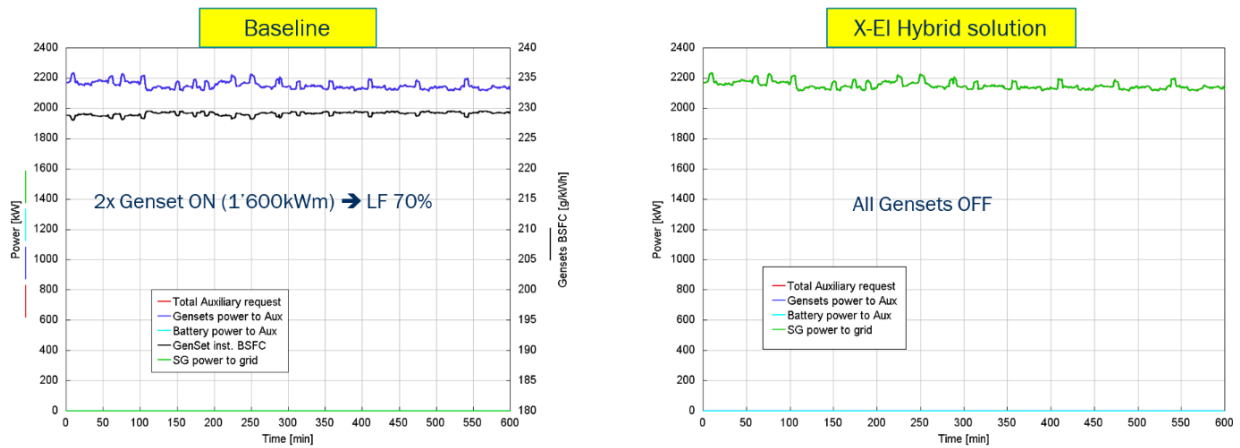 Baseline
2400
2200
2000
1800
1600
1400
1200
1000
800
600
400
200
0
Power [kW]
240
235
230
225
220
215
210
205
200
195
190
185
180
Gensets BSFC [g/kWh]
2x Genset ON (1'600kWm) ➔ LF 70%
Total Auxiliary request
Gensets power to Aux
Battery power to Aux
GenSet inst. BSFC
SG power to grid
0 50 100 150 200 250 300 350 400 450 500 550 600
Time [min]
X-El Hybrid solution
2400
2200
2000
1800
1600
1400
1200
1000
800
600
400
200
0
Power [kW]
All Gensets OFF
Total Auxiliary request
Gensets power to Aux
Battery power to Aux
SG power to grid
0 50 100 150 200 250 300 350 400 450 500 550 600
Time [min]